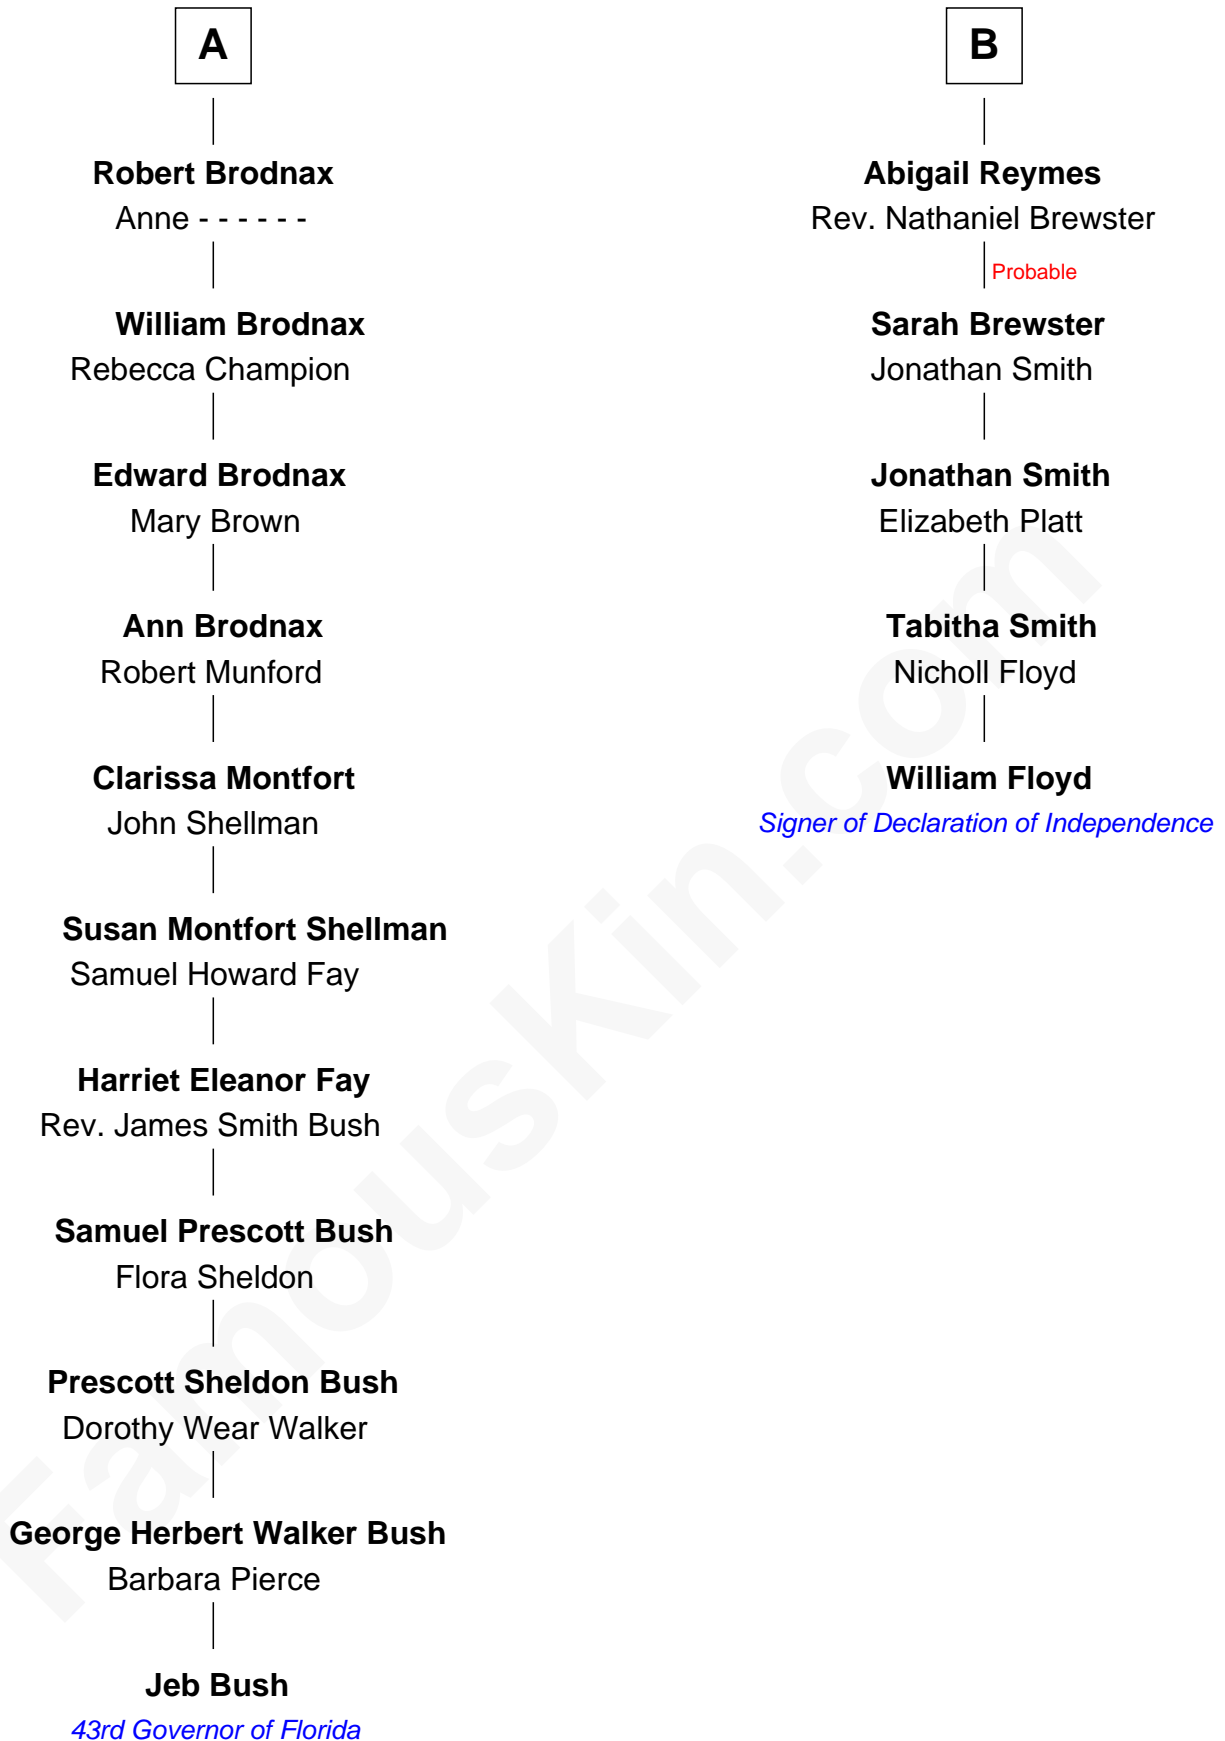 A
Robert Brodnax
Anne - - - - - -
William Brodnax
Rebecca Champion
Edward Brodnax
Mary Brown
Ann Brodnax
Robert Munford
Clarissa Montfort
John Shellman
Susan Montfort Shellman
Samuel Howard Fay
Harriet Eleanor Fay
Rev. James Smith Bush
Samuel Prescott Bush
Flora Sheldon
Prescott Sheldon Bush
Dorothy Wear Walker
George Herbert Walker Bush
Barbara Pierce
Jeb Bush
43rd Governor of Florida
B
Abigail Reymes
Rev. Nathaniel Brewster
Probable
Sarah Brewster
Jonathan Smith
Jonathan Smith
Elizabeth Platt
Tabitha Smith
Nicholl Floyd
William Floyd
Signer of Declaration of Independence
FamousKin.com